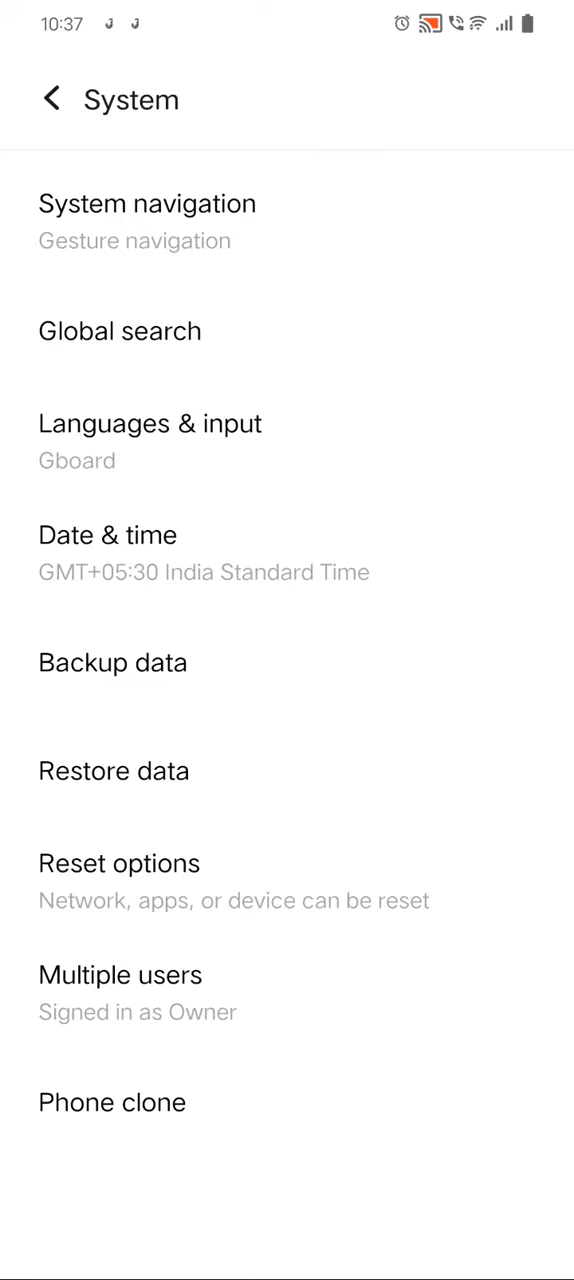 10:37
System
System navigation
Gesture navigation
Global search
Languages & input
Gboard
Date & time
GMT+05:30 India Standard Time
Backup data
Restore data
Reset options
Network, apps, or device can be reset
Multiple users
Signed in as Owner
Phone clone